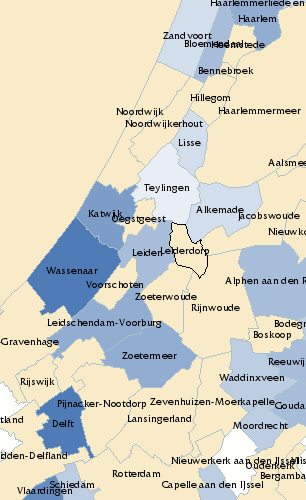 Haarlemmerliede en
Haarlem
Zandvoort
Bloemendaal
Heemstede
Bennebroek
Hillegom
Noordwijk
Haarlemmermeer
Noordwijkerhout
Lisse
Aalsmee
Teylingen
Katwijk
Oegstgeest
Alkemade
Jacobswoude
Nieuwko
Leiden
Leiderdorp
Wassenaar
Voorschoten
Alphen aan den R
Zoeterwoude
Rijnwoude
Leidschendam-Voorburg
Bodegr
-Gravenhage
Boskoop
Zoetermeer
Reeuwij
Rijswijk
Waddinxveen
Pijnacker-Nootdorp
Zevenhuizen-Moerkapelle
Gouda
tland
Delft
Lansingerland
Moordrecht
dden-Delfland
Nieuwerkerk aan den IJssel
Ouderkerk
Rotterdam
Bergamba
Schiedam
Capelle aan den IJssel
Vlaardingen